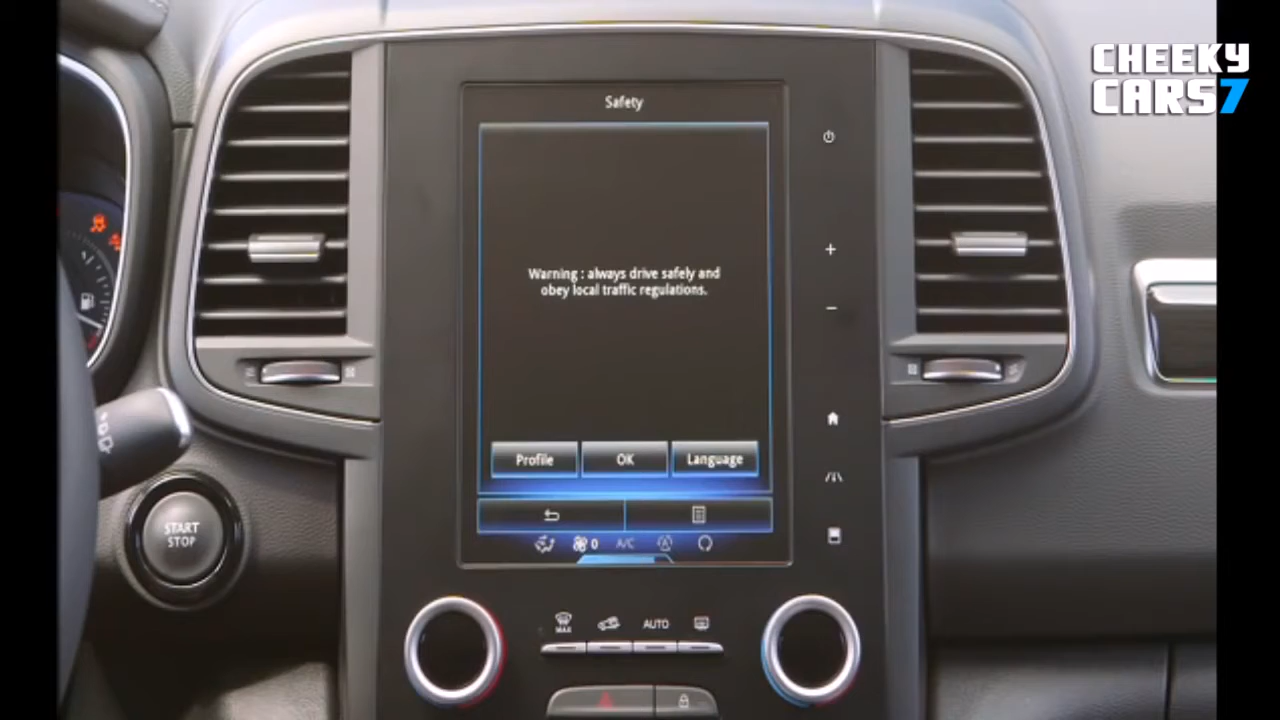 CHEEKY
CARS7
Safety
Warning : always drive safely and
obey local traffic regulations.
Profile
OK
Language
0
A/C
START
STOP
MAX
AUTO